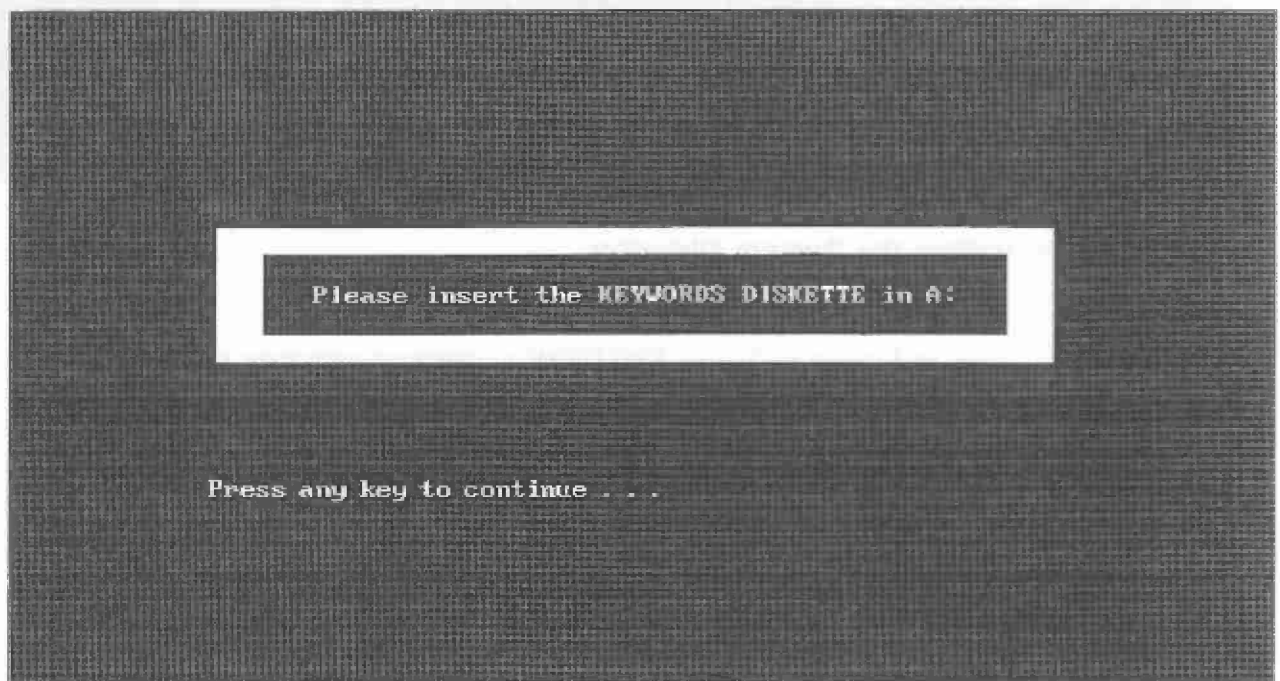 Please insert the KEYWORDS DISKETTE in A:
Press any key to continue . . .